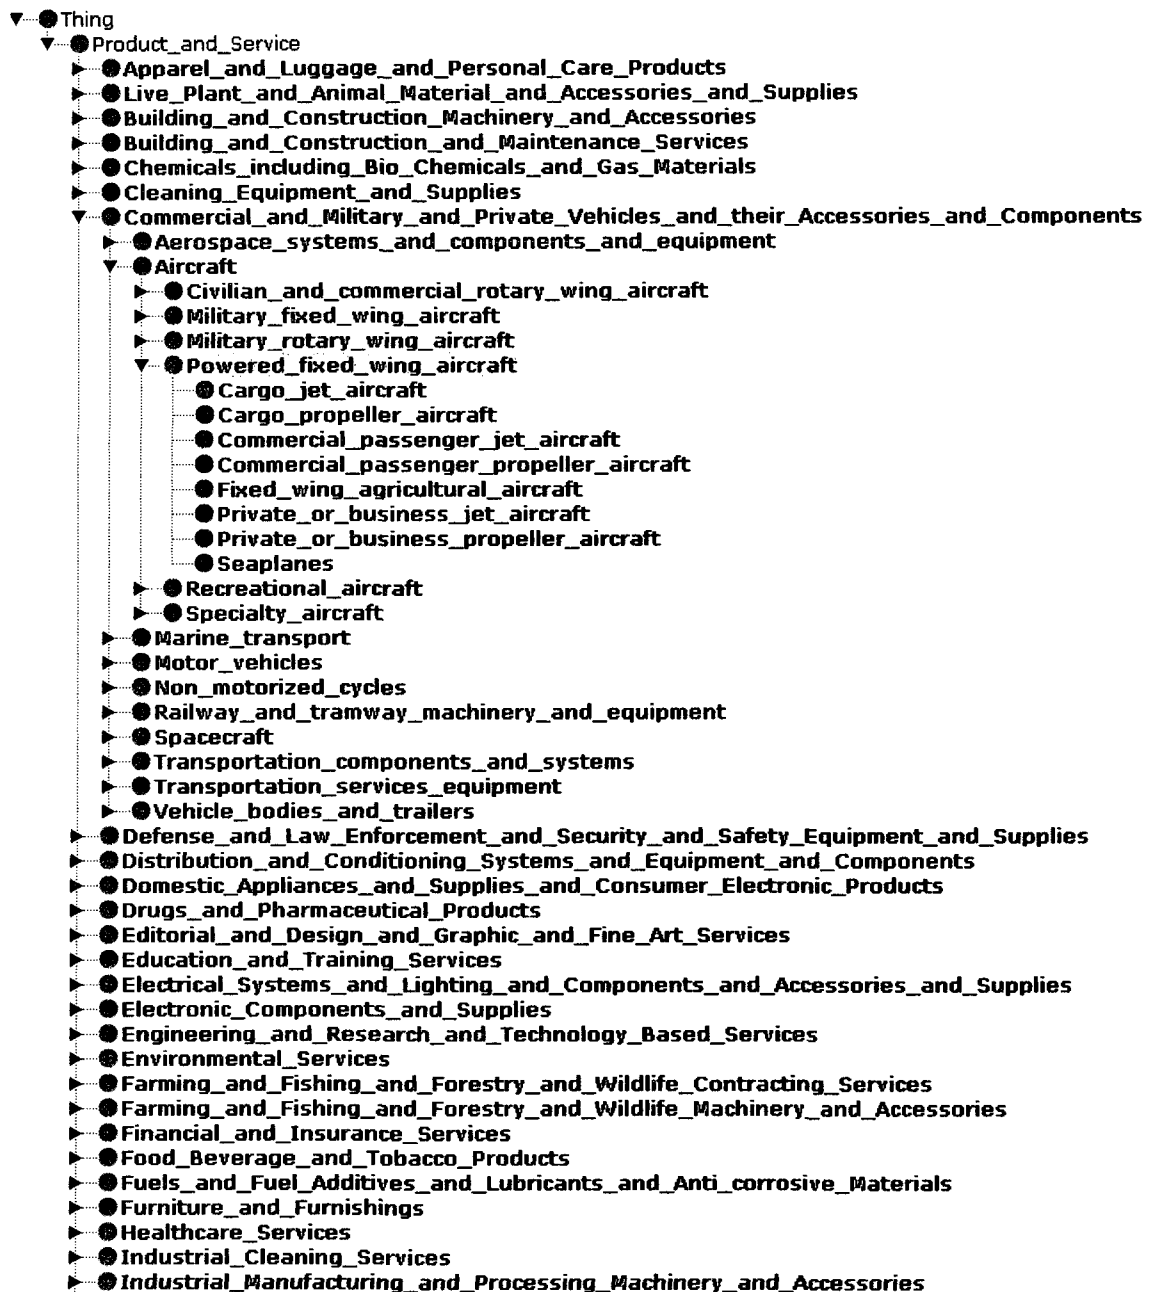 Thing
Product_and_Service
Apparel_and_Luggage_and_Personal_Care_Products
Live_Plant_and_Animal_Material_and_Accessories_and_Supplies
Building_and_Construction_Machinery_and_Accessories
Building_and_Construction_and_Maintenance_Services
Chemicals_including_Bio_Chemicals_and_Gas_Materials
Cleaning_Equipment_and_Supplies
Commercial_and_Military_and_Private_Vehicles_and_their_Accessories_and_Components
Aerospace_systems_and_components_and_equipment
Aircraft
Civilian_and_commercial_rotary_wing_aircraft
Military_fixed_wing_aircraft
Military_rotary_wing_aircraft
Powered_fixed_wing_aircraft
Cargo_jet_aircraft
Cargo_propeller_aircraft
Commercial_passenger_jet_aircraft
Commercial_passenger_propeller_aircraft
Fixed_wing_agricultural_aircraft
Private_or_business_jet_aircraft
Private_or_business_propeller_aircraft
Seaplanes
Recreational_aircraft
Specialty_aircraft
Marine_transport
Motor_vehicles
Non_motorized_cycles
Railway_and_tramway_machinery_and_equipment
Spacecraft
Transportation_components_and_systems
Transportation_services_equipment
Vehicle_bodies_and_trailers
Defense_and_Law_Enforcement_and_Security_and_Safety_Equipment_and_Supplies
Distribution_and_Conditioning_Systems_and_Equipment_and_Components
Domestic_Appliances_and_Supplies_and_Consumer_Electronic_Products
Drugs_and_Pharmaceutical_Products
Editorial_and_Design_and_Graphic_and_Fine_Art_Services
Education_and_Training_Services
Electrical_Systems_and_Lighting_and_Components_and_Accessories_and_Supplies
Electronic_Components_and_Supplies
Engineering_and_Research_and_Technology_Based_Services
Environmental_Services
Farming_and_Fishing_and_Forestry_and_Wildlife_Contracting_Services
Farming_and_Fishing_and_Forestry_and_Wildlife_Machinery_and_Accessories
Financial_and_Insurance_Services
Food_Beverage_and_Tobacco_Products
Fuels_and_Fuel_Additives_and_Lubricants_and_Anti_corrosive_Materials
Furniture_and_Furnishings
Healthcare_Services
Industrial_Cleaning_Services
Industrial_Manufacturing_and_Processing_Machinery_and_Accessories